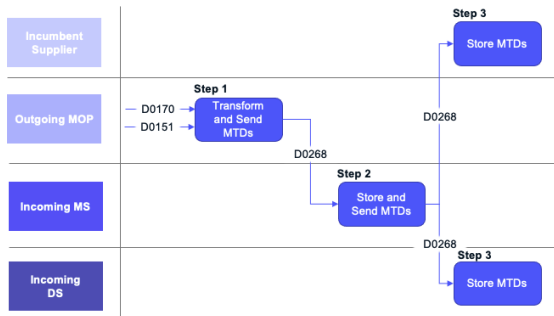 Step 3
Incumbent
Supplier
Store MTDs
Step 1
Outgoing MOP
D0170
D0151
Transform
and Send
MTDs
D0268
D0268
Step 2
Incoming MS
Store and
Send MTDs
D0268
Step 3
Incoming
DS
Store MTDs